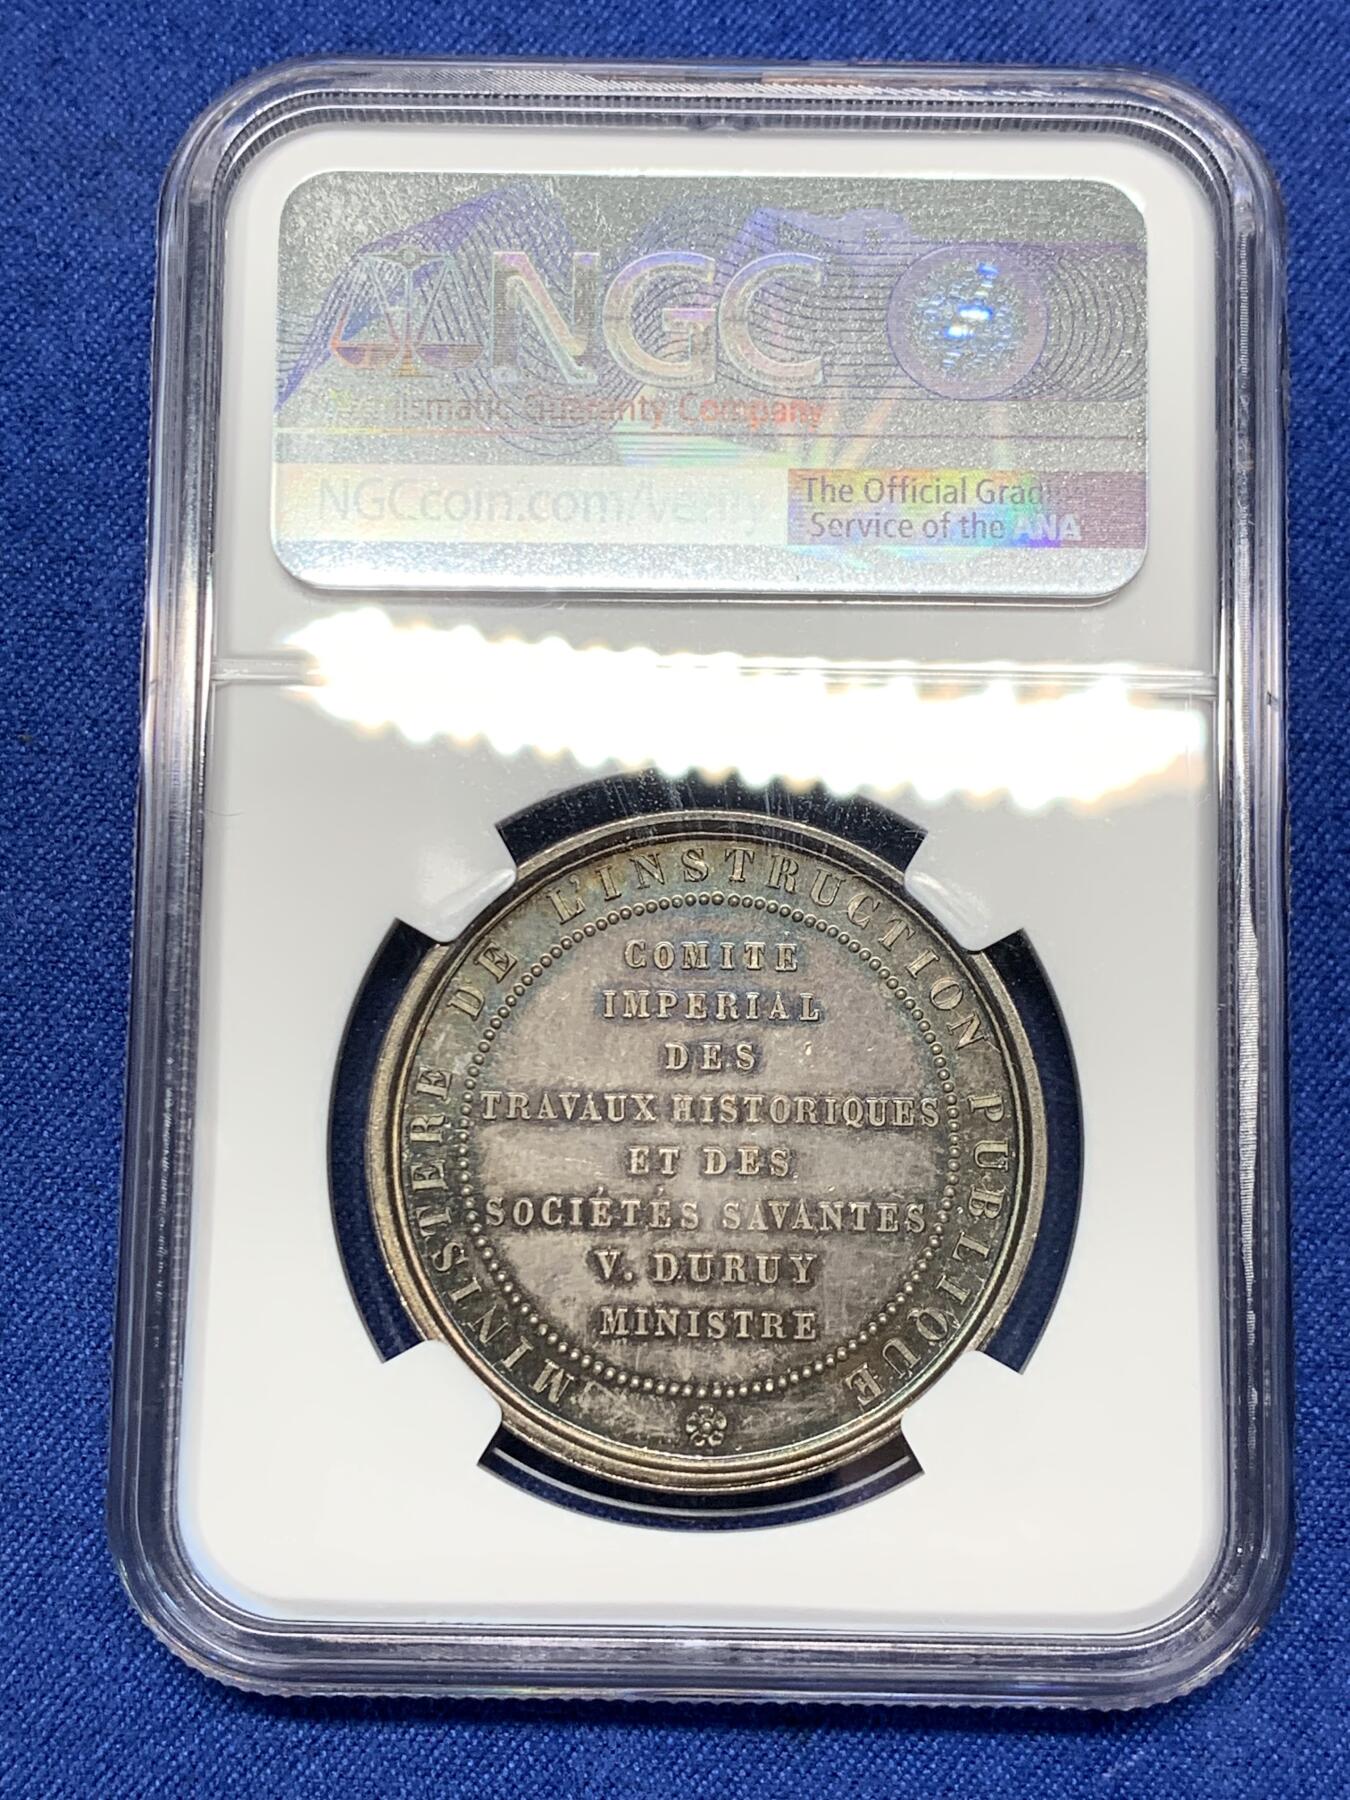 NGC
Numismatic Guaranty Company
NGCcoin.com/verify
The Official Grading
Service of the ANA
MINISTERE DE L'INSTRUCTION PUBLIQUE
COMITE
IMPERIAL
DES
TRAVAUX HISTORIQUES
ET DES
SOCIÉTÉS SAVANTES
V. DURUY
MINISTRE